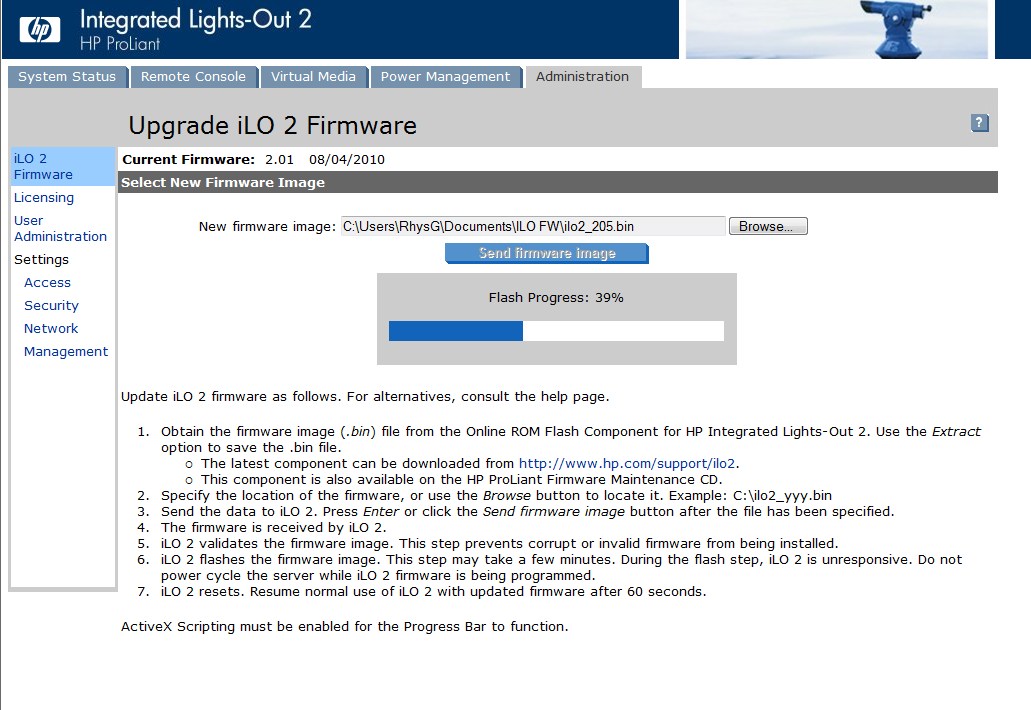 hp
Integrated Lights-Out 2
HP ProLiant
System Status
Remote Console
Virtual Media
Power Management
Administration
Upgrade iLO 2 Firmware
?
iLO 2
Firmware
Licensing
User
Administration
Settings
Access
Security
Network
Management
Current Firmware: 2.01 08/04/2010
Select New Firmware Image
New firmware image: C:\Users\RhysG\Documents\ILO FW\ilo2_205.bin Browse...
Send firmware image
Flash Progress: 39%
Update iLO 2 firmware as follows. For alternatives, consult the help page.
1. Obtain the firmware image (.bin) file from the Online ROM Flash Component for HP Integrated Lights-Out 2. Use the Extract
option to save the .bin file.
o The latest component can be downloaded from http://www.hp.com/support/ilo2.
o This component is also available on the HP ProLiant Firmware Maintenance CD.
2. Specify the location of the firmware, or use the Browse button to locate it. Example: C:\ilo2_yyy.bin
3. Send the data to iLO 2. Press Enter or click the Send firmware image button after the file has been specified.
4. The firmware is received by iLO 2.
5. iLO 2 validates the firmware image. This step prevents corrupt or invalid firmware from being installed.
6. iLO 2 flashes the firmware image. This step may take a few minutes. During the flash step, iLO 2 is unresponsive. Do not
power cycle the server while iLO 2 firmware is being programmed.
7. iLO 2 resets. Resume normal use of iLO 2 with updated firmware after 60 seconds.
ActiveX Scripting must be enabled for the Progress Bar to function.